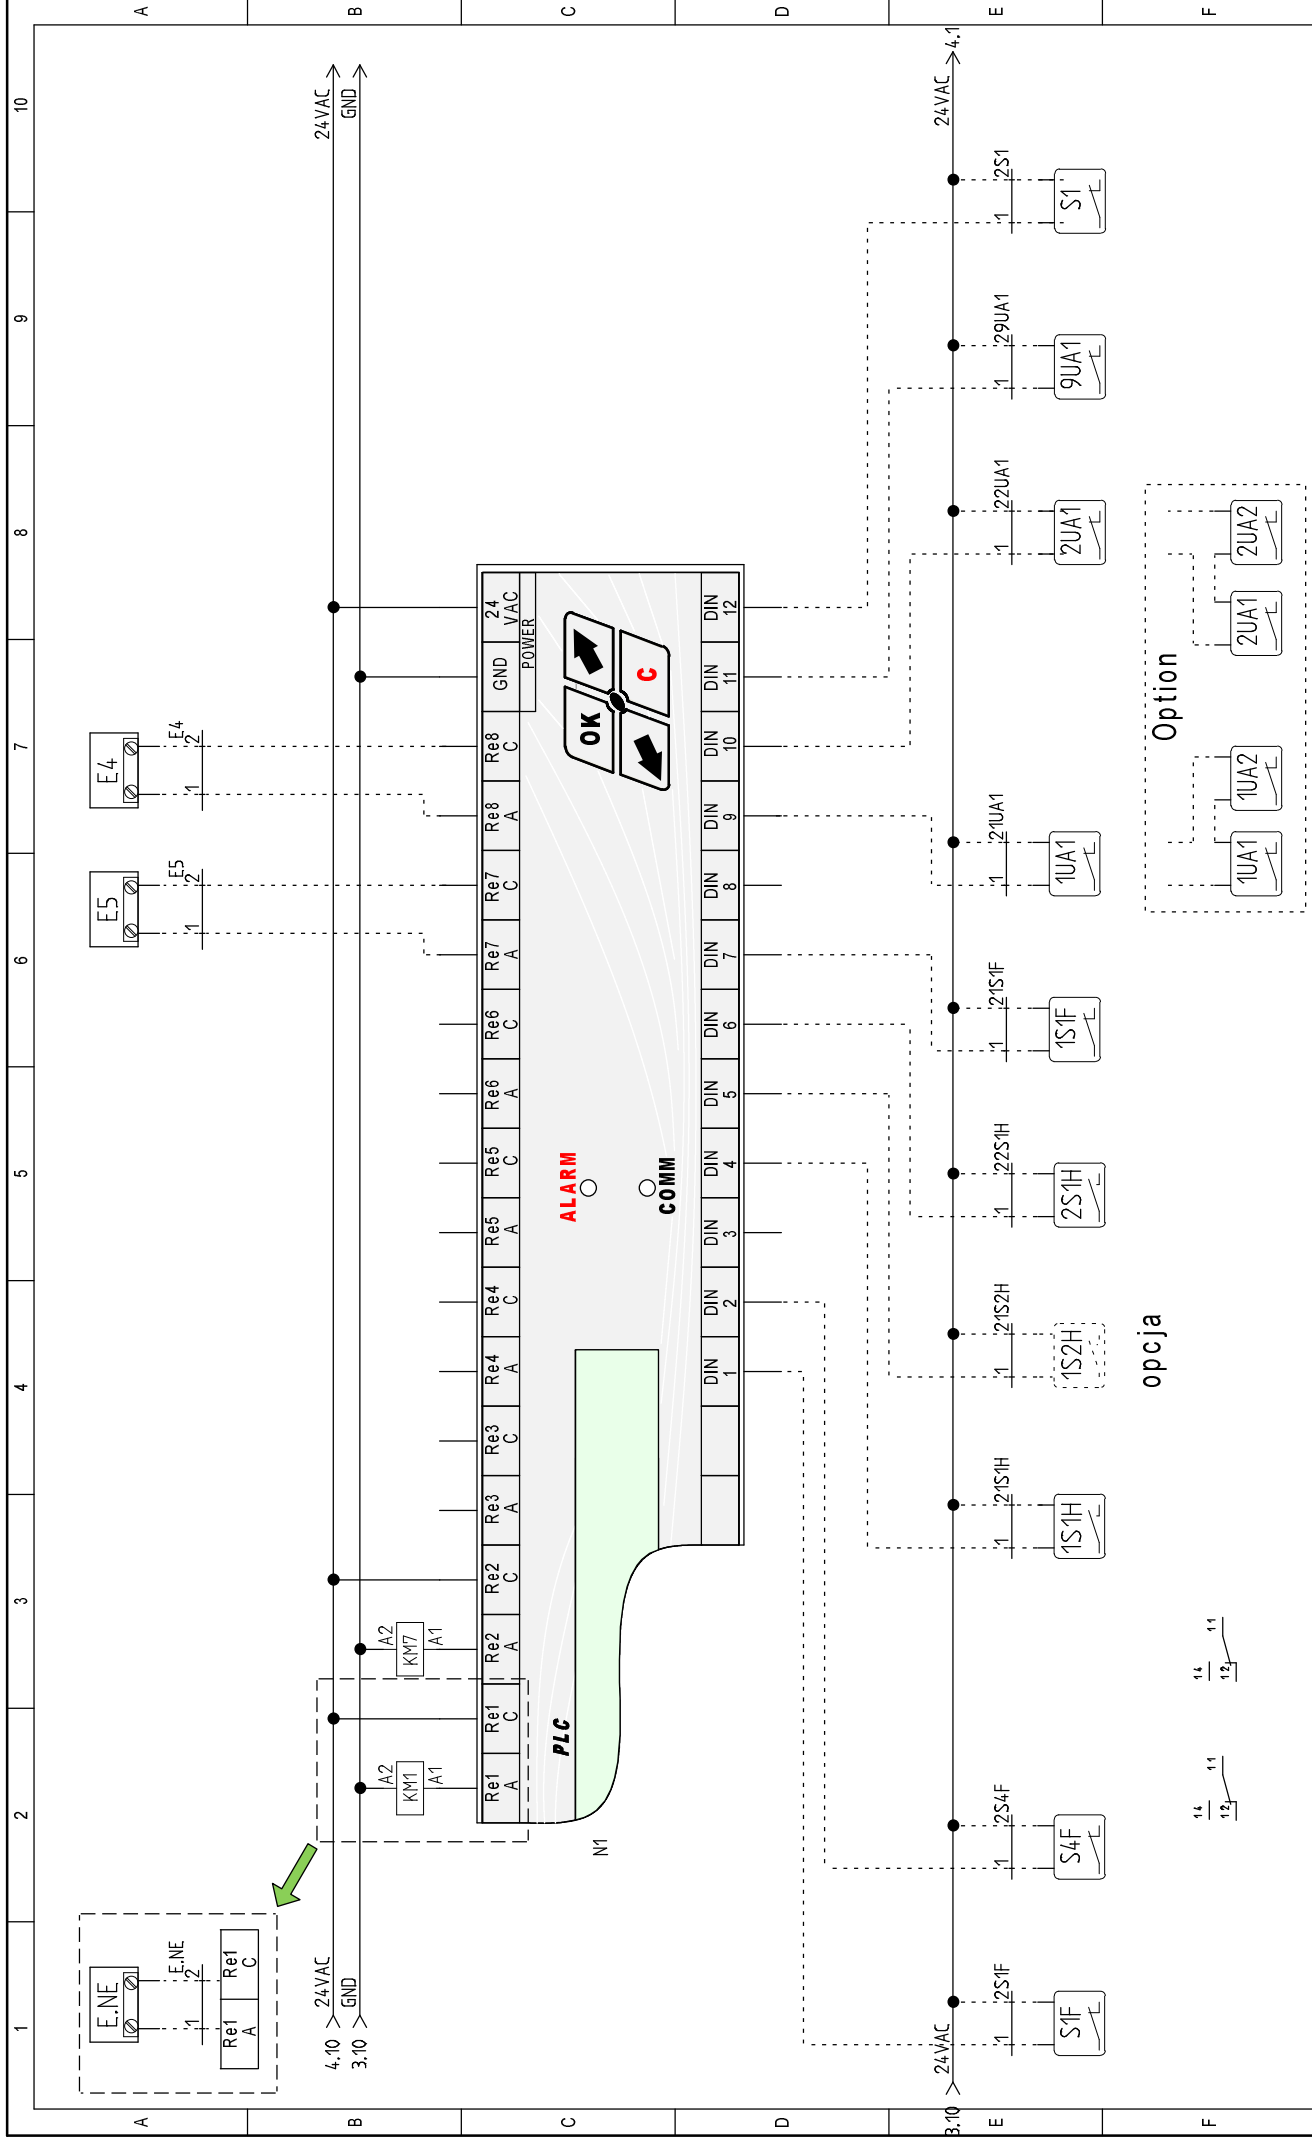 1 2 3 4 5 6 7 8 9 10
A
E.NE
E.NE
1 2
Re1 A
Re1 C
E5
E5
1 2
E4
E4
1 2
B
4.10 24VAC
24VAC
3.10 GND
GND
A2
KM1
A1
A2
KM7
A1
C
Re1 A
Re1 C
Re2 A
Re2 C
Re3 A
Re3 C
Re4 A
Re4 C
Re5 A
Re5 C
Re6 A
Re6 C
Re7 A
Re7 C
Re8 A
Re8 C
GND
24 VAC
POWER
PLC
N1
ALARM
COMM
OK
C
D
DIN 1
DIN 2
DIN 3
DIN 4
DIN 5
DIN 6
DIN 7
DIN 8
DIN 9
DIN 10
DIN 11
DIN 12
E
3.10 24VAC
24VAC 4.1
1 2S1F
S1F
1 2S4F
S4F
1 21S1H
1S1H
1 21S2H
1S2H
1 22S1H
2S1H
1 21S1F
1S1F
1 21UA1
1UA1
1 22UA1
2UA1
1 29UA1
9UA1
1 2S1
S1
opcja
Option
F
14
12 11
14
12 11
1UA1 1UA2 2UA1 2UA2
A
B
C
D
E
F